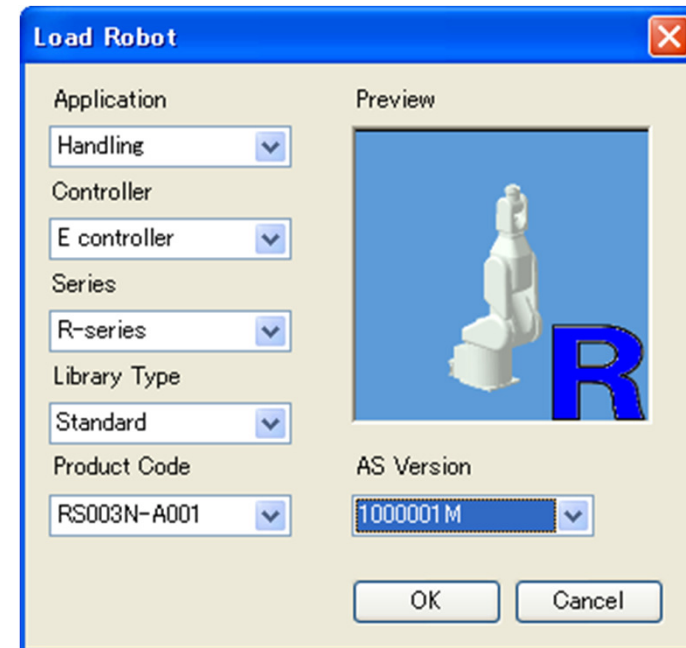 Load Robot
Application
Preview
Handling
Controller
E controller
Series
R-series
Library Type
Standard
R
Product Code
AS Version
RS003N-A001
1000001M
OK
Cancel